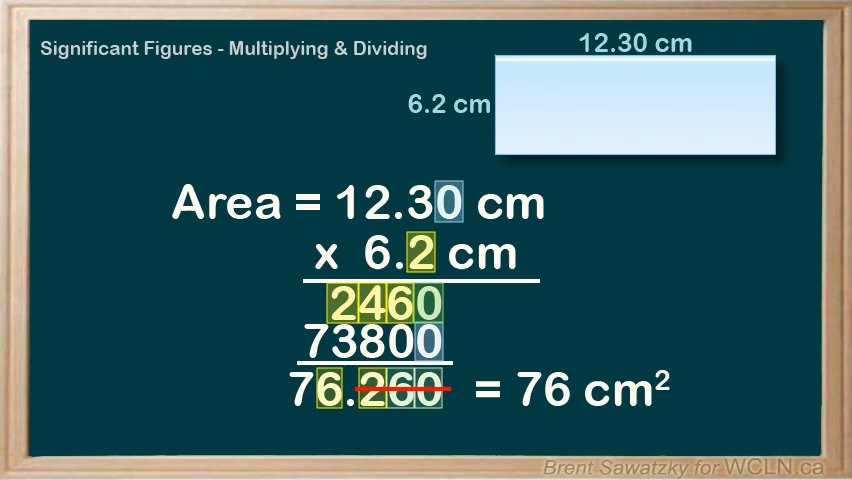 Significant Figures - Multiplying & Dividing
12.30 cm
6.2 cm
Area = 12.30 cm
x 6.2 cm
2460
73800
76.260 = 76 cm²
Brent Sawatzky for WCLN.ca